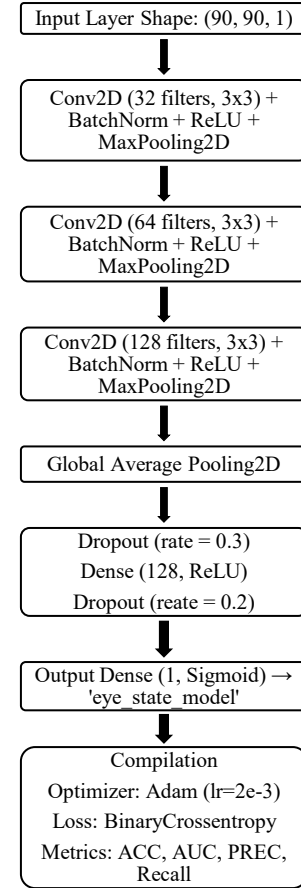 Input Layer Shape: (90, 90, 1)
Conv2D (32 filters, 3x3) +
BatchNorm + ReLU +
MaxPooling2D
Conv2D (64 filters, 3x3) +
BatchNorm + ReLU +
MaxPooling2D
Conv2D (128 filters, 3x3) +
BatchNorm + ReLU +
MaxPooling2D
Global Average Pooling2D
Dropout (rate = 0.3)
Dense (128, ReLU)
Dropout (reate = 0.2)
Output Dense (1, Sigmoid) →
'eye_state_model'
Compilation
Optimizer: Adam (lr=2e-3)
Loss: BinaryCrossentropy
Metrics: ACC, AUC, PREC,
Recall